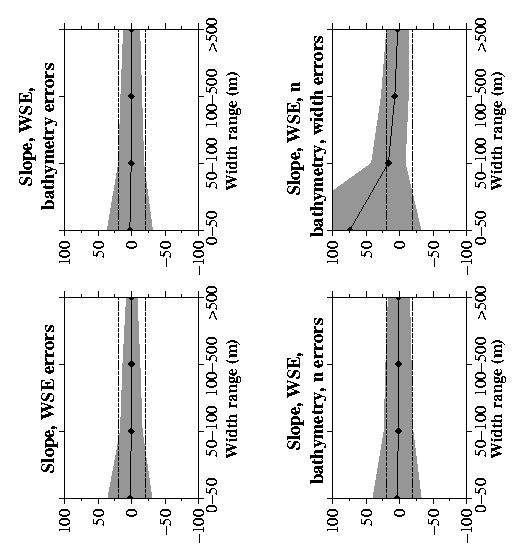 Slope, WSE errors
100
50
0
−50
−100
0−50 50−100 100−500 >500
Width range (m)
Slope, WSE,
bathymetry errors
100
50
0
−50
−100
0−50 50−100 100−500 >500
Width range (m)
Slope, WSE,
bathymetry, n errors
100
50
0
−50
−100
0−50 50−100 100−500 >500
Width range (m)
Slope, WSE, n
bathymetry, width errors
100
50
0
−50
−100
0−50 50−100 100−500 >500
Width range (m)